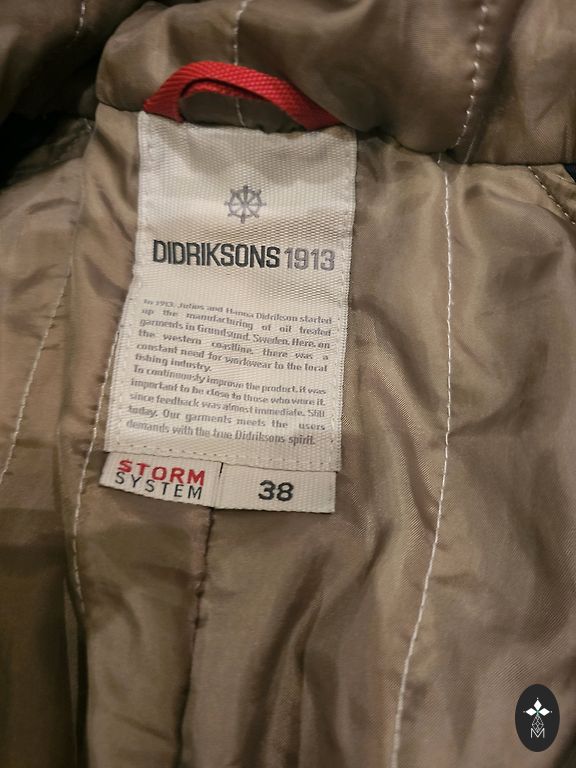 DIDRIKSONS 1913
In 1913, Julius and Hanna Didrikson started
up the manufacturing of oil treated
garments in Grundsund, Sweden. Here, on
the western coastline, there was a
constant need for workwear to the local
fishing industry.
To continuously improve the product, it was
important to be close to those who wore it,
since feedback was almost immediate. Still
today. Our garments meets the users
demands with the true Didriksons spirit.
STORM
SYSTEM
38
M